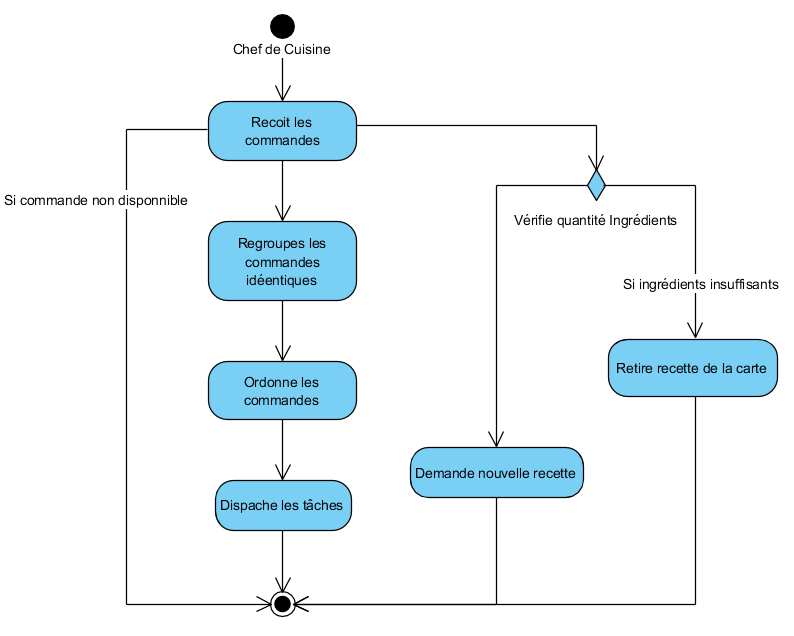 Chef de Cuisine
Recoit les
commandes
Si commande non disponnible
Vérifie quantité Ingrédients
Regroupes les
commandes
idéentiques
Si ingrédients insuffisants
Retire recette de la carte
Ordonne les
commandes
Demande nouvelle recette
Dispache les tâches